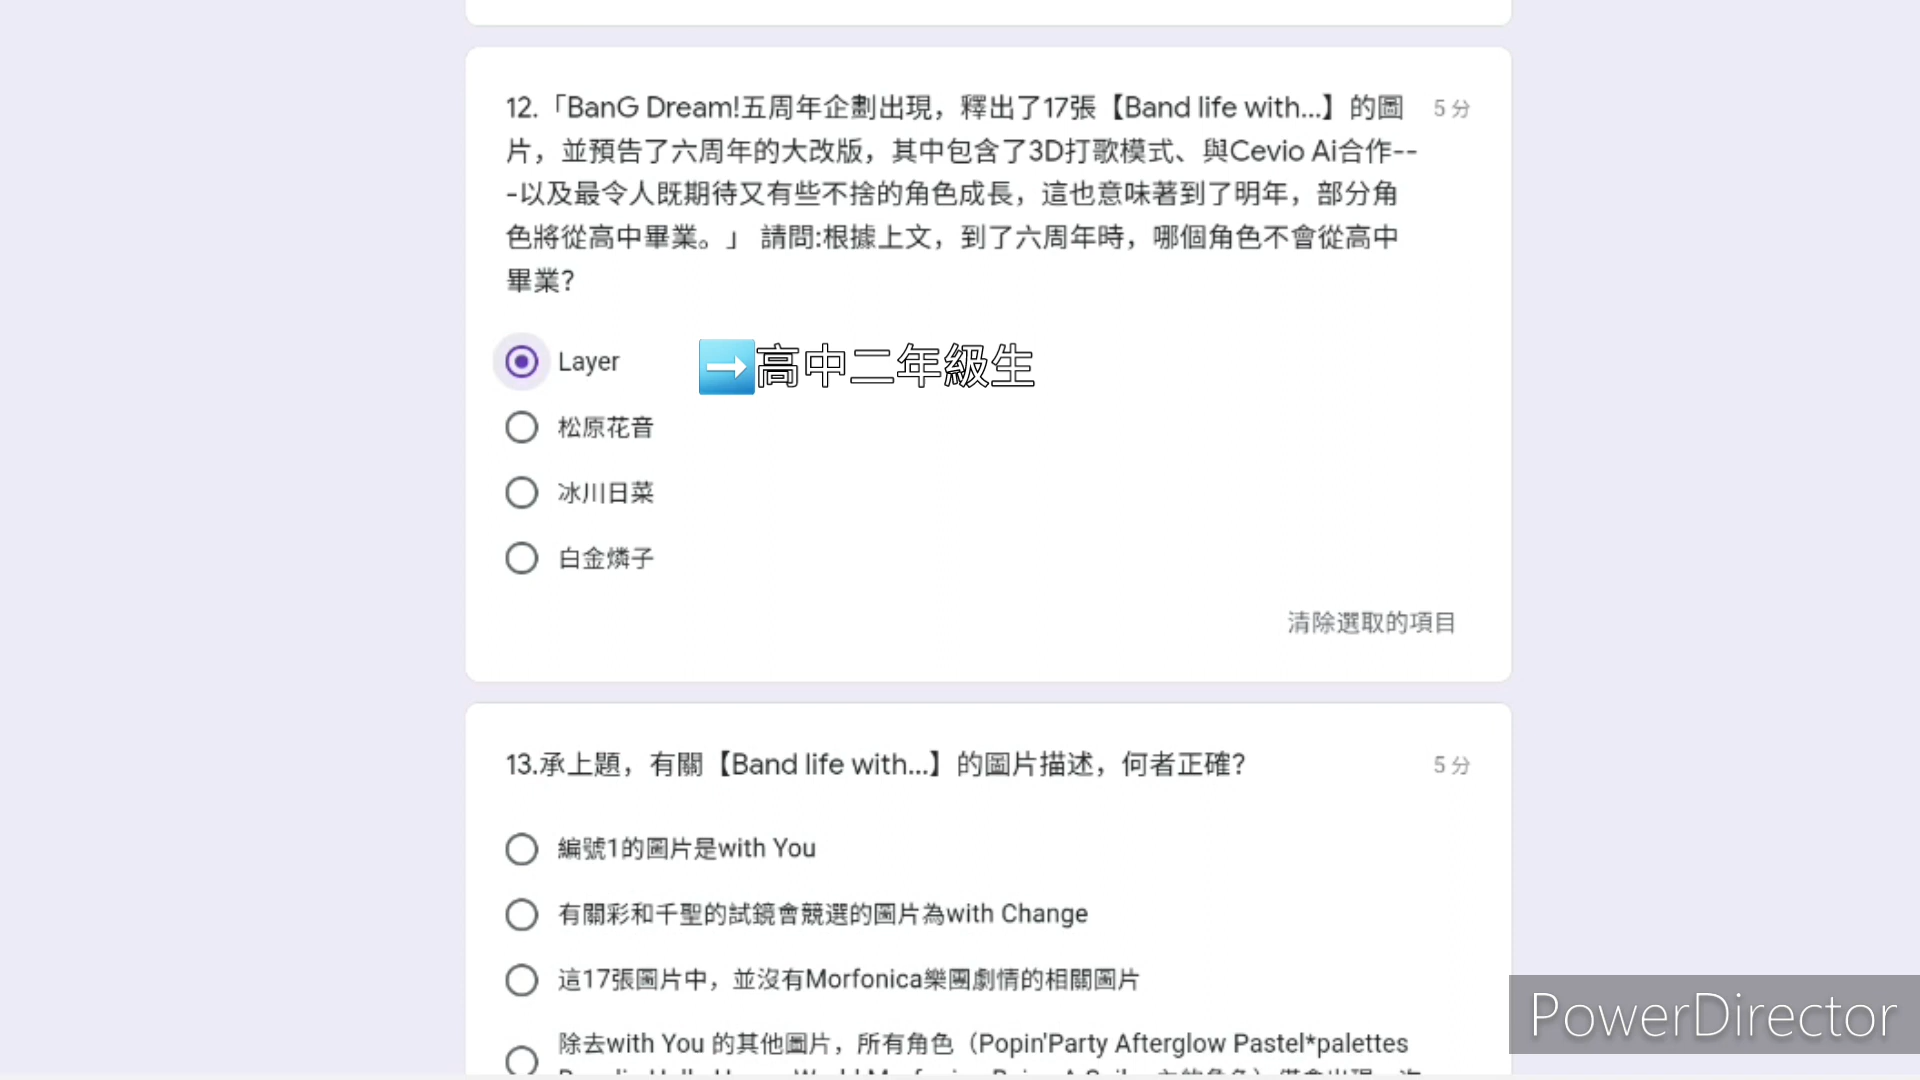 12.「BanG Dream!五周年企劃出現，釋出了17張【Band life with...】的圖
5 分
片，並預告了六周年的大改版，其中包含了3D打歌模式、與Cevio Ai合作--
-以及最令人既期待又有些不捨的角色成長，這也意味著到了明年，部分角
色將從高中畢業。」 請問:根據上文，到了六周年時，哪個角色不會從高中
畢業?
Layer
➡高中二年級生
松原花音
冰川日菜
白金燐子
清除選取的項目
13.承上題，有關【Band life with...】的圖片描述，何者正確?
5 分
編號1的圖片是with You
有關彩和千聖的試鏡會競選的圖片為with Change
這17張圖片中，並沒有Morfonica樂團劇情的相關圖片
除去with You 的其他圖片，所有角色（Popin'Party Afterglow Pastel*palettes
PowerDirector